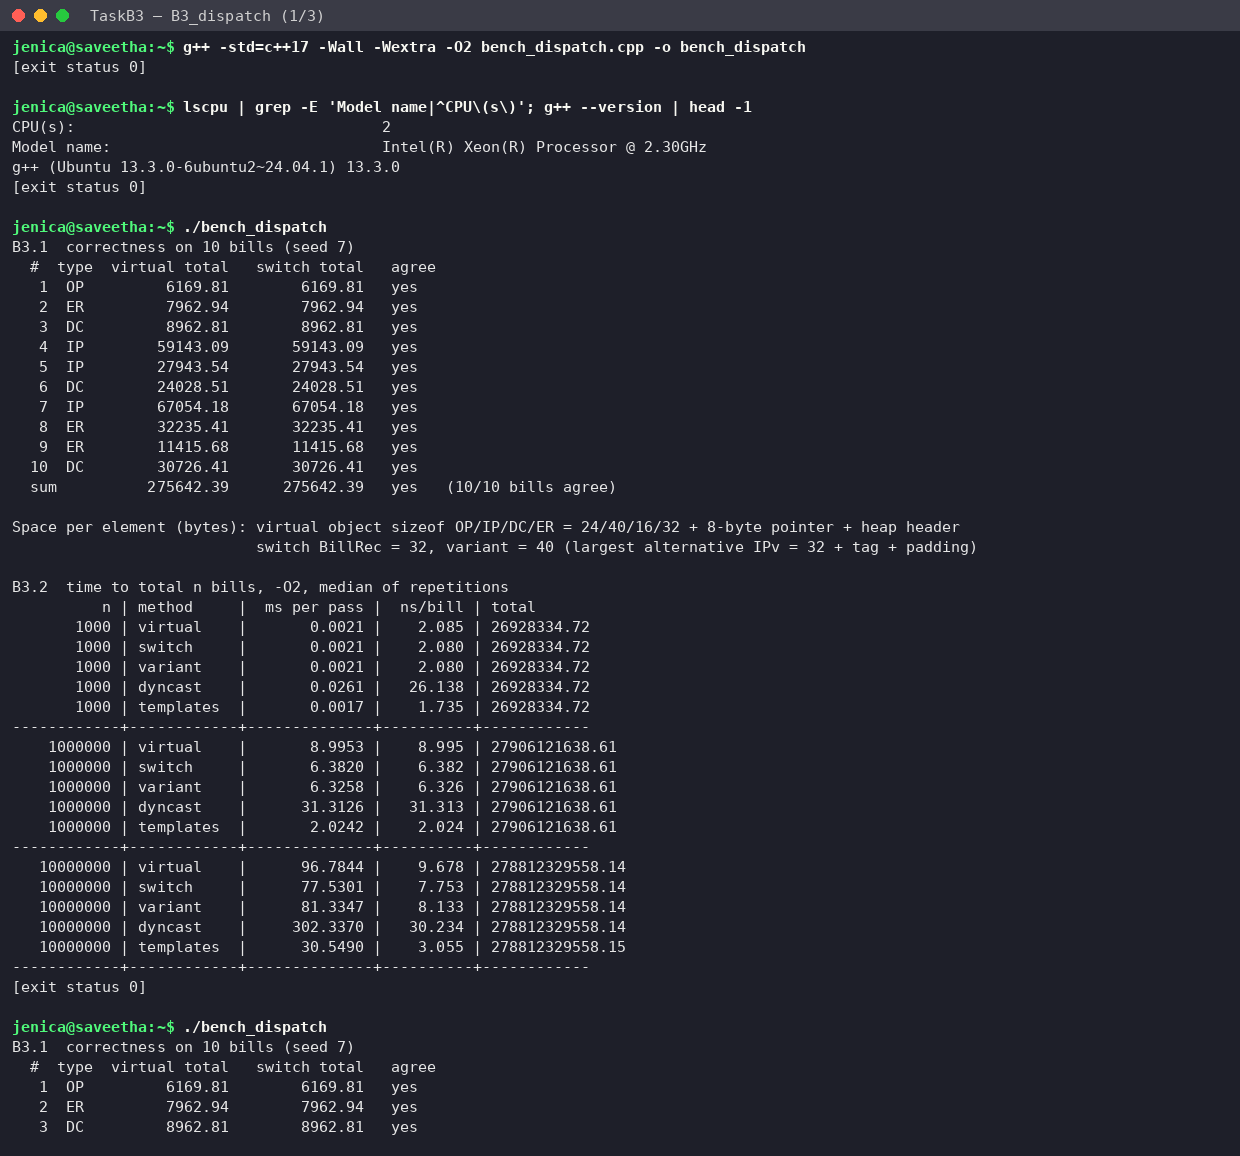 TaskB3 — B3_dispatch (1/3)
jenica@saveetha:~$ g++ -std=c++17 -Wall -Wextra -O2 bench_dispatch.cpp -o bench_dispatch
[exit status 0]

jenica@saveetha:~$ lscpu | grep -E 'Model name|^CPU\(s\)'; g++ --version | head -1
CPU(s):                                  2
Model name:                              Intel(R) Xeon(R) Processor @ 2.30GHz
g++ (Ubuntu 13.3.0-6ubuntu2~24.04.1) 13.3.0
[exit status 0]

jenica@saveetha:~$ ./bench_dispatch
B3.1  correctness on 10 bills (seed 7)
  #  type  virtual total   switch total   agree
   1  OP         6169.81        6169.81   yes
   2  ER         7962.94        7962.94   yes
   3  DC         8962.81        8962.81   yes
   4  IP        59143.09       59143.09   yes
   5  IP        27943.54       27943.54   yes
   6  DC        24028.51       24028.51   yes
   7  IP        67054.18       67054.18   yes
   8  ER        32235.41       32235.41   yes
   9  ER        11415.68       11415.68   yes
  10  DC        30726.41       30726.41   yes
  sum          275642.39      275642.39   yes   (10/10 bills agree)

Space per element (bytes): virtual object sizeof OP/IP/DC/ER = 24/40/16/32 + 8-byte pointer + heap header
                           switch BillRec = 32, variant = 40 (largest alternative IPv = 32 + tag + padding)

B3.2  time to total n bills, -O2, median of repetitions
          n | method     |  ms per pass |  ns/bill | total
       1000 | virtual    |       0.0021 |    2.085 | 26928334.72
       1000 | switch     |       0.0021 |    2.080 | 26928334.72
       1000 | variant    |       0.0021 |    2.080 | 26928334.72
       1000 | dyncast    |       0.0261 |   26.138 | 26928334.72
       1000 | templates  |       0.0017 |    1.735 | 26928334.72
------------+------------+--------------+----------+------------
    1000000 | virtual    |       8.9953 |    8.995 | 27906121638.61
    1000000 | switch     |       6.3820 |    6.382 | 27906121638.61
    1000000 | variant    |       6.3258 |    6.326 | 27906121638.61
    1000000 | dyncast    |      31.3126 |   31.313 | 27906121638.61
    1000000 | templates  |       2.0242 |    2.024 | 27906121638.61
------------+------------+--------------+----------+------------
   10000000 | virtual    |      96.7844 |    9.678 | 278812329558.14
   10000000 | switch     |      77.5301 |    7.753 | 278812329558.14
   10000000 | variant    |      81.3347 |    8.133 | 278812329558.14
   10000000 | dyncast    |     302.3370 |   30.234 | 278812329558.14
   10000000 | templates  |      30.5490 |    3.055 | 278812329558.15
------------+------------+--------------+----------+------------
[exit status 0]

jenica@saveetha:~$ ./bench_dispatch
B3.1  correctness on 10 bills (seed 7)
  #  type  virtual total   switch total   agree
   1  OP         6169.81        6169.81   yes
   2  ER         7962.94        7962.94   yes
   3  DC         8962.81        8962.81   yes